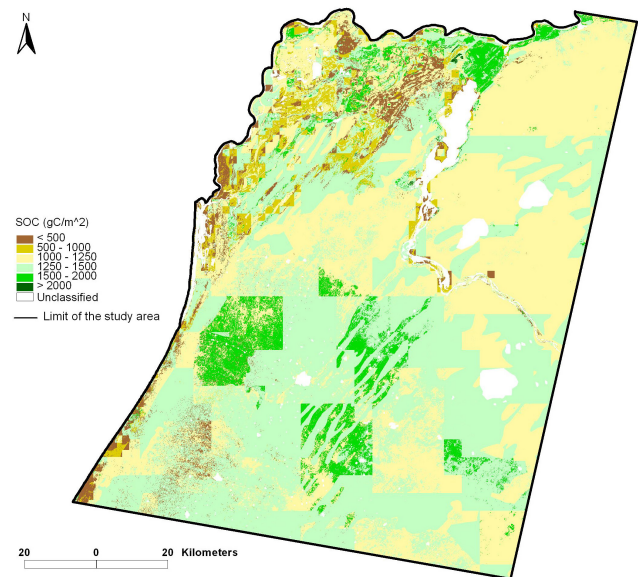 N
SOC (gC/m^2)
< 500
500 - 1000
1000 - 1250
1250 - 1500
1500 - 2000
> 2000
Unclassified
Limit of the study area
20 0 20 Kilometers